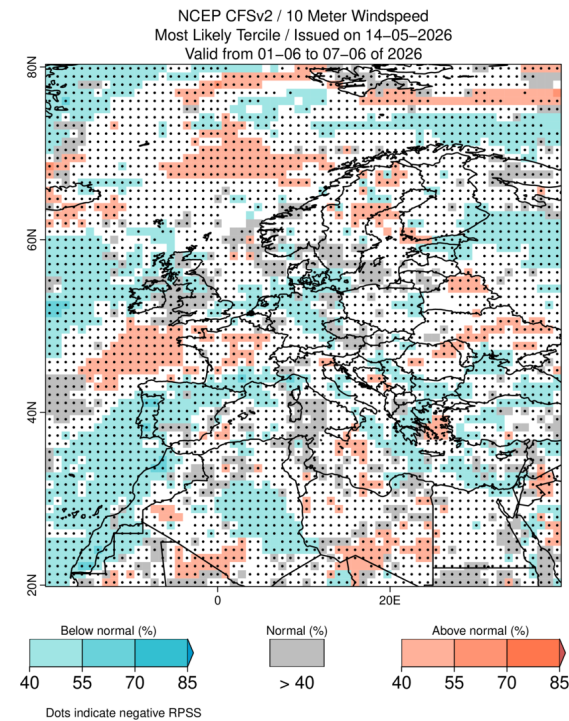 NCEP CFSv2 / 10 Meter Windspeed
Most Likely Tercile / Issued on 14−05−2026
Valid from 01−06 to 07−06 of 2026
80N
60N
40N
20N
0
20E
Below normal (%)
Normal (%)
Above normal (%)
40 55 70 85
> 40
40 55 70 85
Dots indicate negative RPSS